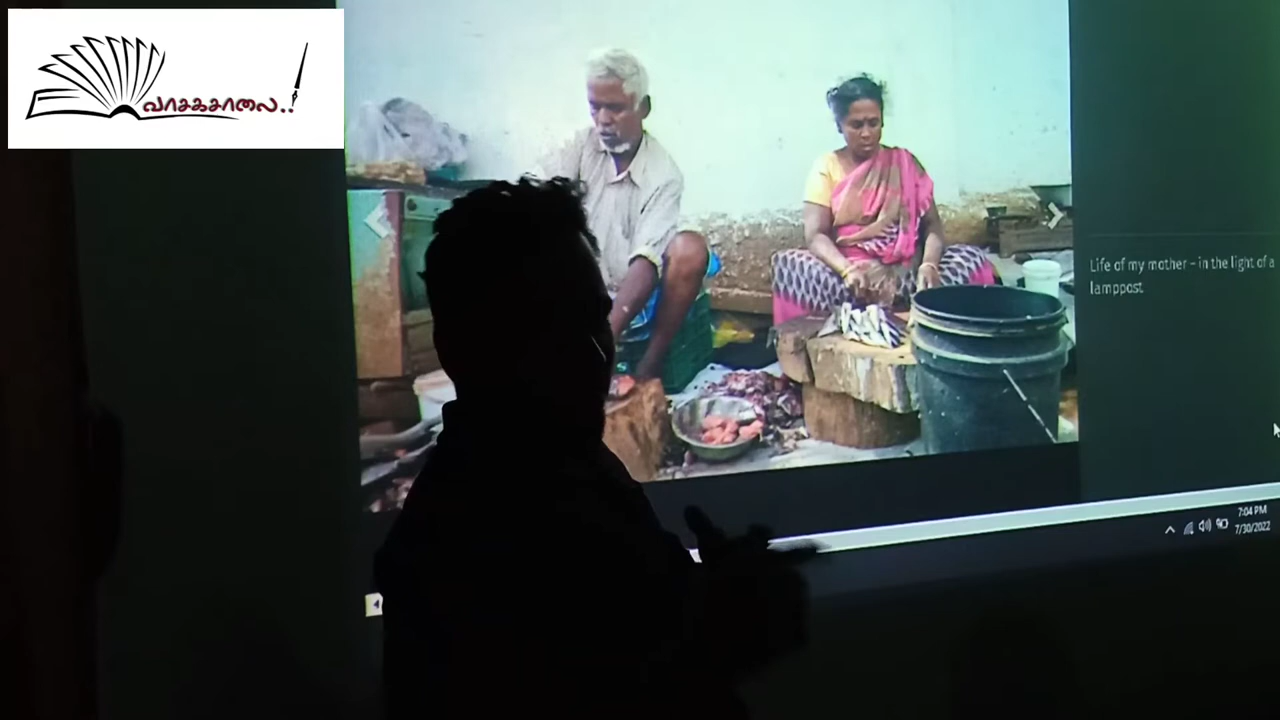 வாசகசாலை..
Life of my mother – in the light of a
lamppost
7:04 PM
7/30/2022